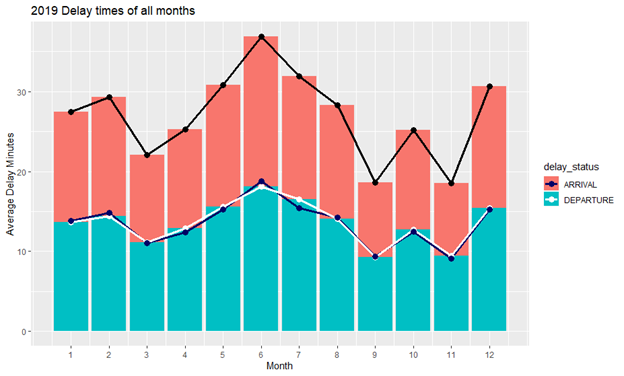 2019 Delay times of all months
Average Delay Minutes
30
20
10
0
1 2 3 4 5 6 7 8 9 10 11 12
Month
delay_status
ARRIVAL
DEPARTURE